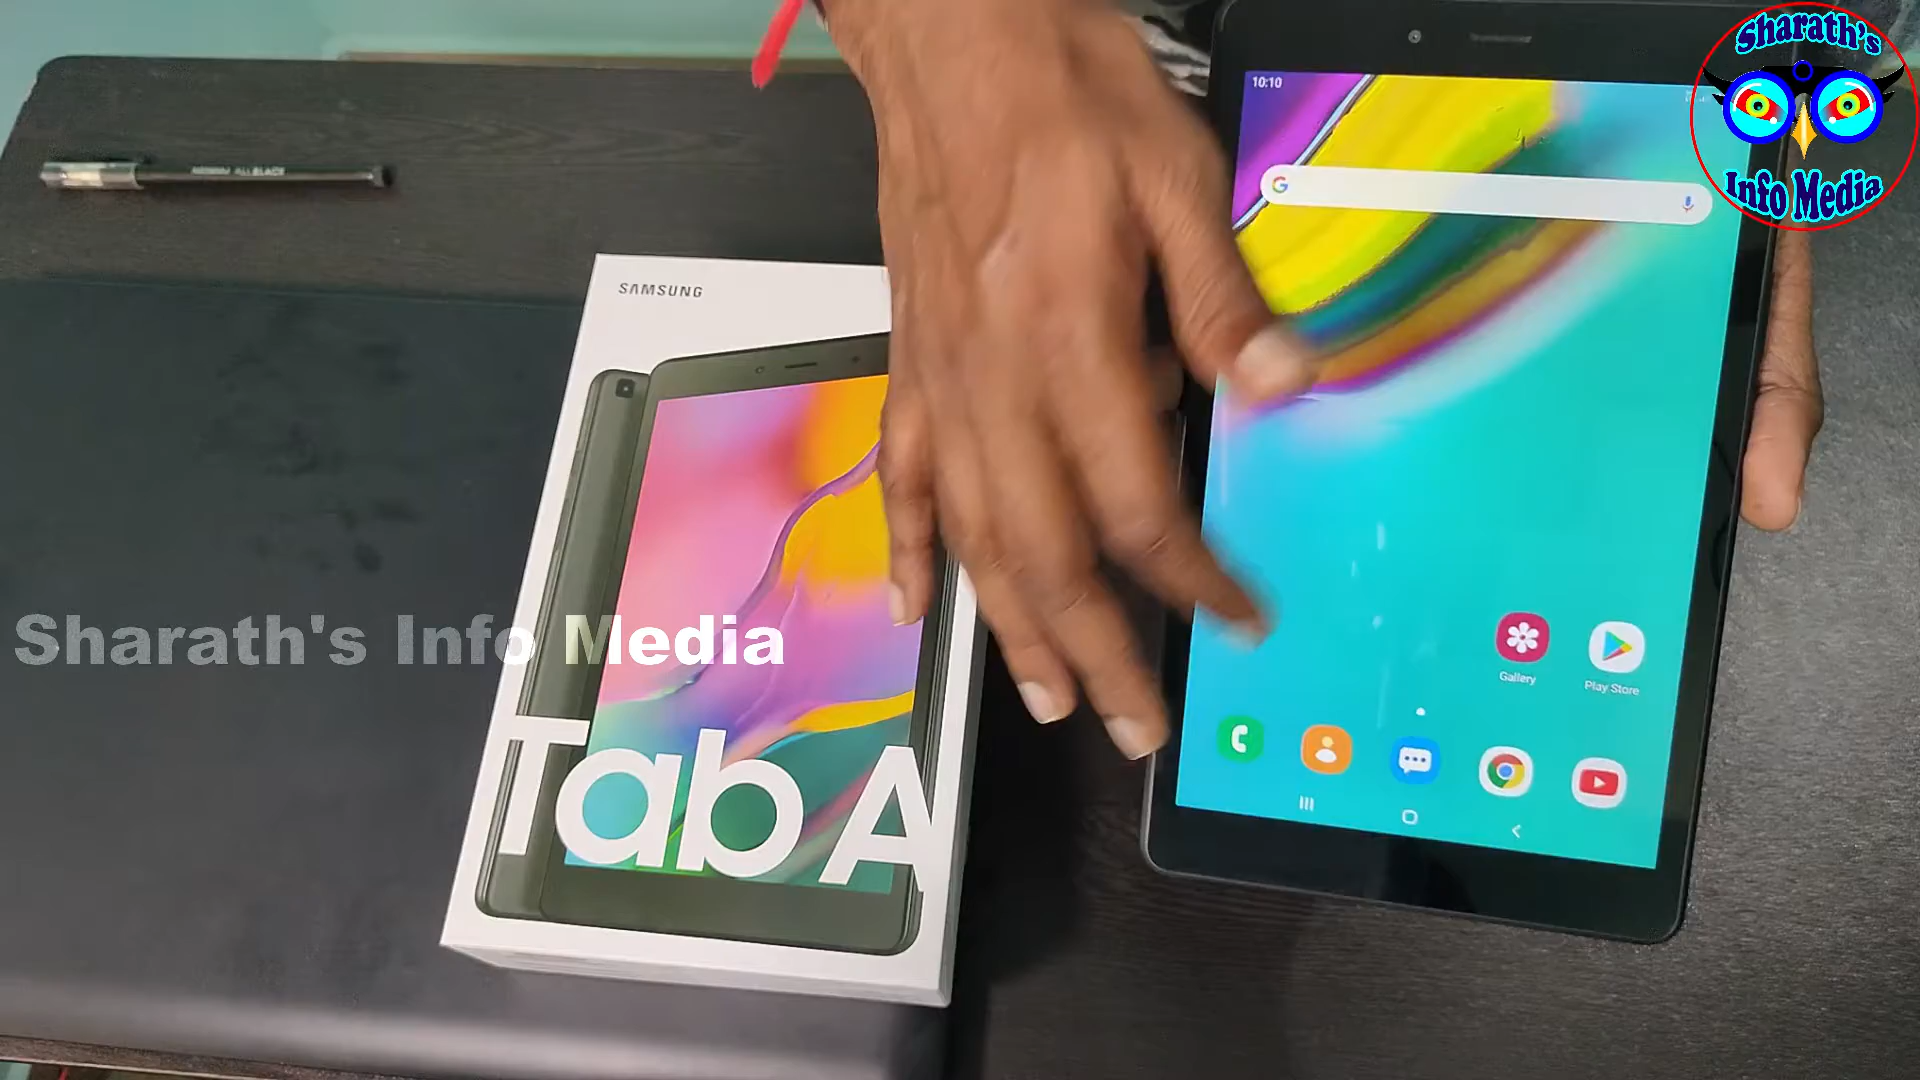 Sharath's
Info Media
10:10
SAMSUNG
Sharath's Info Media
Tab A
Gallery
Play Store